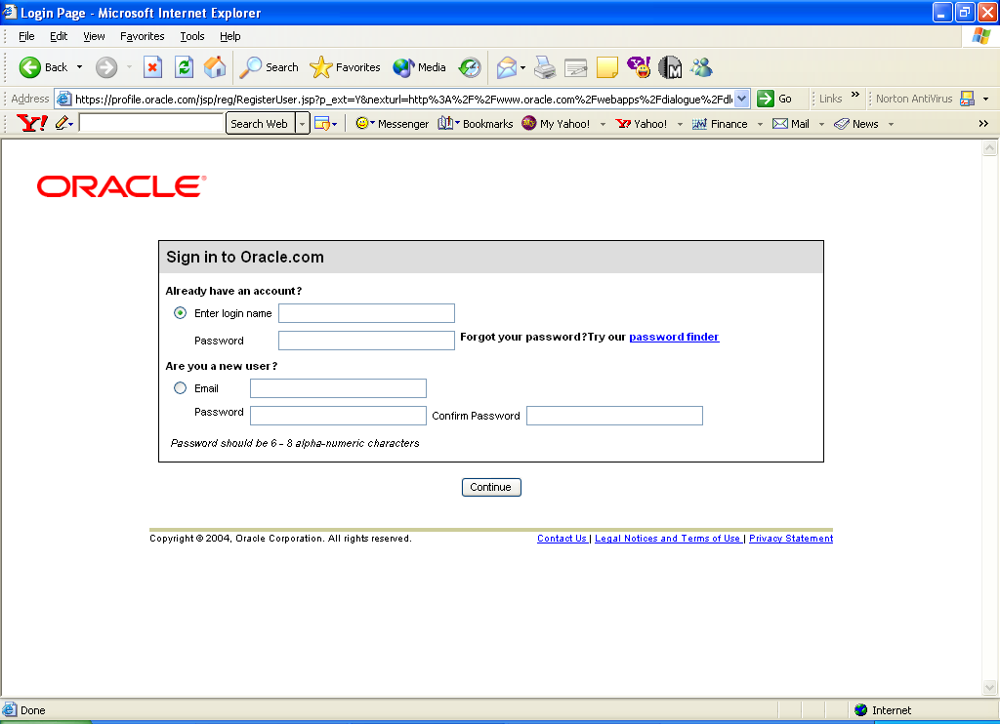 Login Page - Microsoft Internet Explorer
File Edit View Favorites Tools Help
Back Search Favorites Media
Address https://profile.oracle.com/jsp/reg/RegisterUser.jsp?p_ext=Y&nexturl=http%3A%2F%2Fwww.oracle.com%2Fwebapps%2Fdialogue%2Fdl Go Links » Norton AntiVirus
Y! Search Web Messenger Bookmarks My Yahoo! Yahoo! Finance Mail News »
ORACLE®
Sign in to Oracle.com
Already have an account?
Enter login name
Password Forgot your password?Try our password finder
Are you a new user?
Email
Password Confirm Password
Password should be 6 - 8 alpha-numeric characters
Continue
Copyright © 2004, Oracle Corporation. All rights reserved. Contact Us | Legal Notices and Terms of Use | Privacy Statement
Done Internet